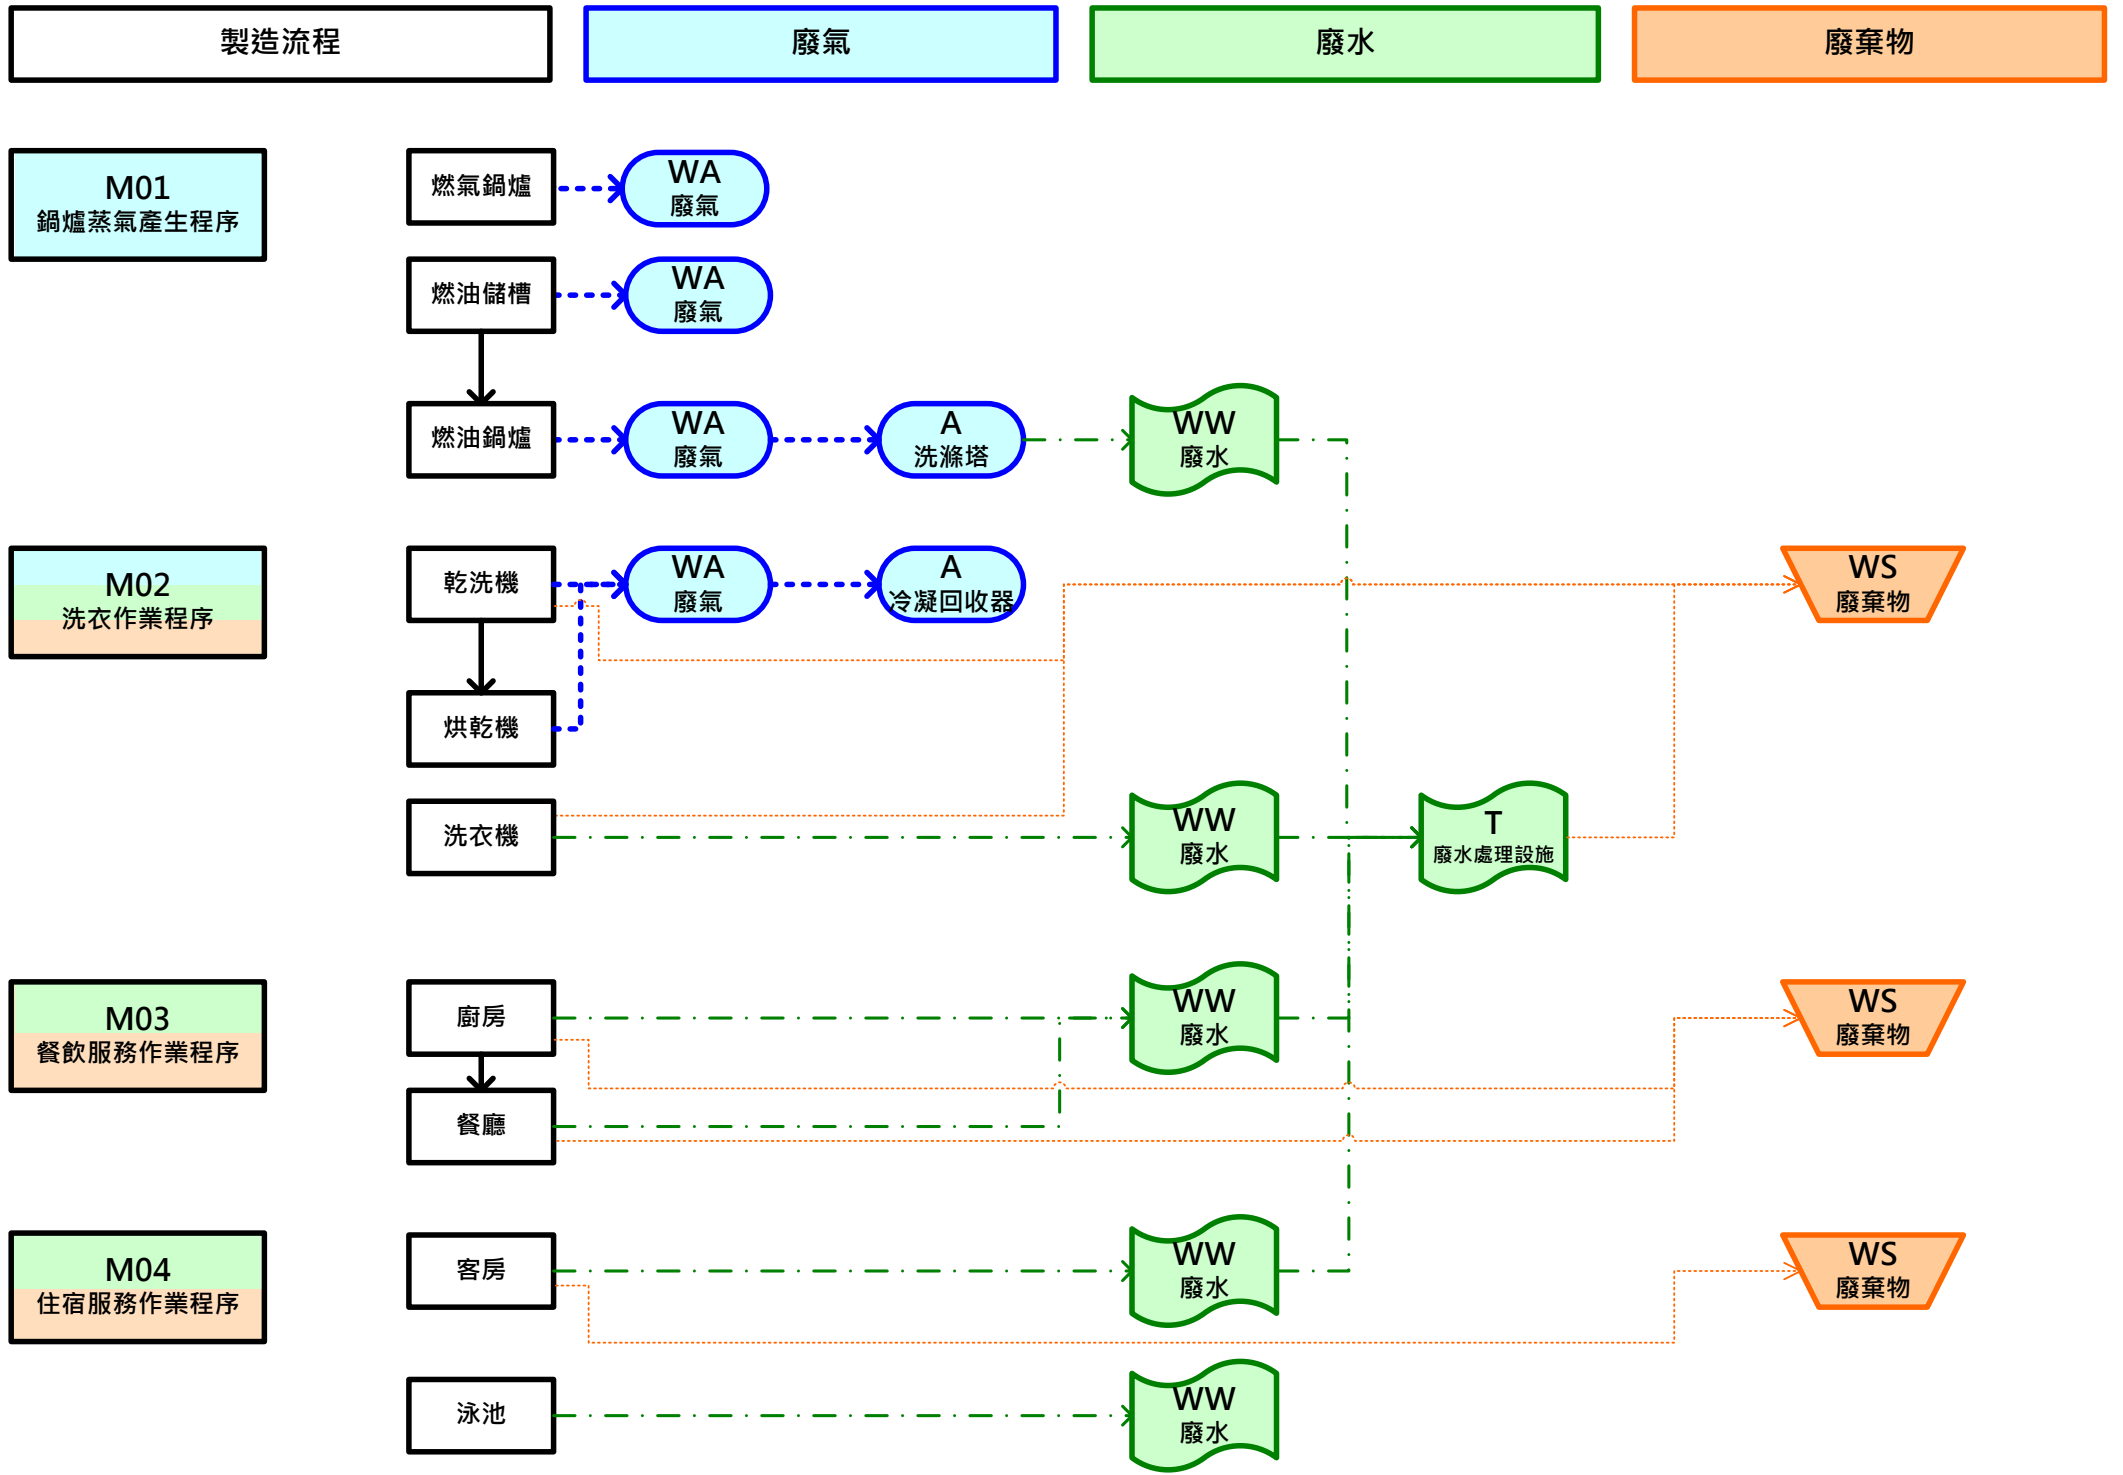 製造流程
廢氣
廢水
廢棄物
M01
鍋爐蒸氣產生程序
燃氣鍋爐
WA
廢氣
燃油儲槽
WA
廢氣
燃油鍋爐
WA
廢氣
A
洗滌塔
WW
廢水
M02
洗衣作業程序
乾洗機
WA
廢氣
A
冷凝回收器
WS
廢棄物
烘乾機
洗衣機
WW
廢水
T
廢水處理設施
M03
餐飲服務作業程序
廚房
WW
廢水
WS
廢棄物
餐廳
M04
住宿服務作業程序
客房
WW
廢水
WS
廢棄物
泳池
WW
廢水